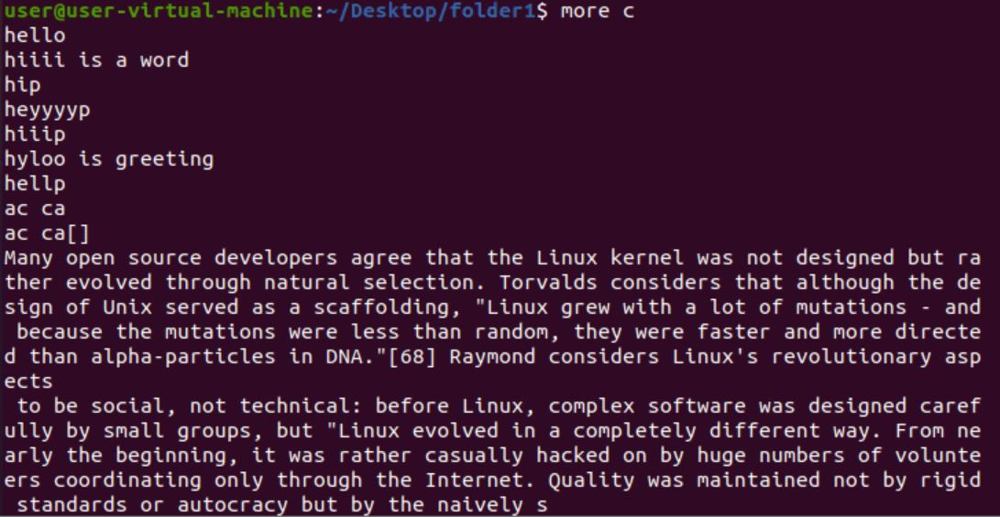 user@user-virtual-machine:~/Desktop/folder1$ more c
hello
hiiii is a word
hip
heyyyyp
hiiip
hyloo is greeting
hellp
ac ca
ac ca[]
Many open source developers agree that the Linux kernel was not designed but ra
ther evolved through natural selection. Torvalds considers that although the de
sign of Unix served as a scaffolding, "Linux grew with a lot of mutations - and
 because the mutations were less than random, they were faster and more directe
d than alpha-particles in DNA."[68] Raymond considers Linux's revolutionary asp
ects
 to be social, not technical: before Linux, complex software was designed caref
ully by small groups, but "Linux evolved in a completely different way. From ne
arly the beginning, it was rather casually hacked on by huge numbers of volunte
ers coordinating only through the Internet. Quality was maintained not by rigid
 standards or autocracy but by the naively s